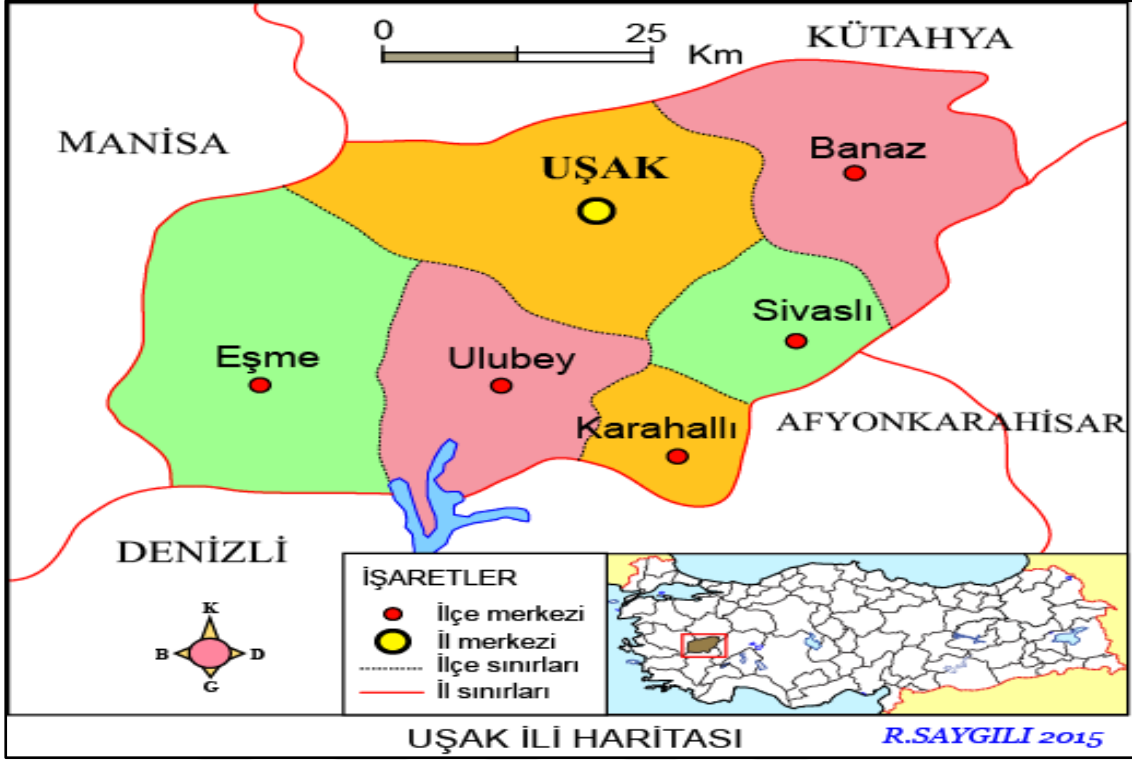 0
25
Km
KÜTAHYA
MANİSA
Banaz
UŞAK
Sivaslı
Eşme
Ulubey
Karahallı
AFYONKARAHİSAR
DENİZLİ
K
B
D
G
İŞARETLER
İlçe merkezi
İl merkezi
İlçe sınırları
İl sınırları
UŞAK İLİ HARİTASI
R.SAYGILI 2015